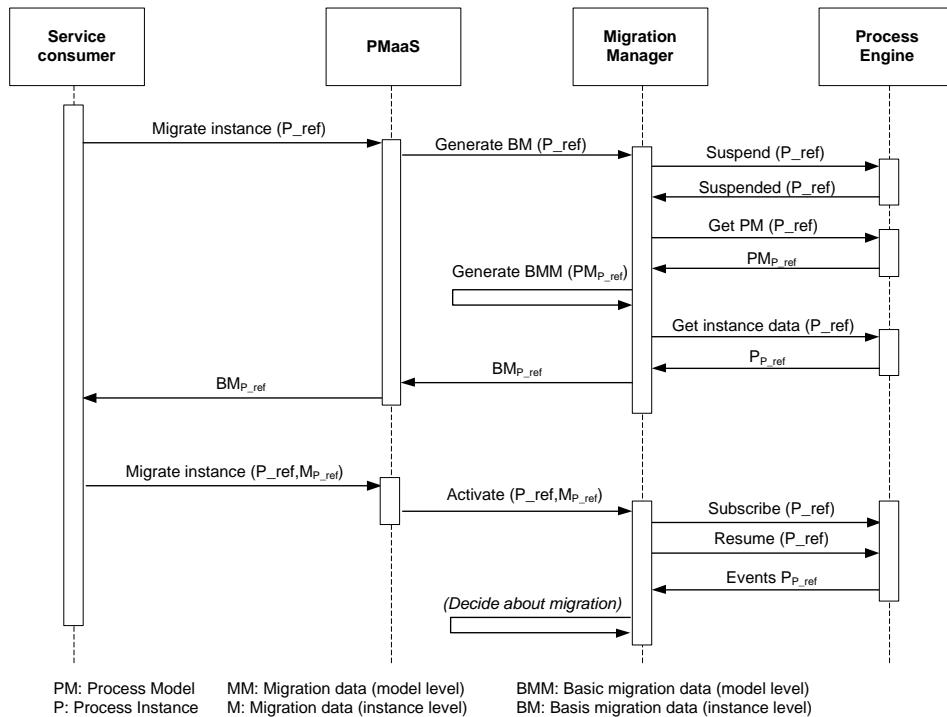 Service
consumer
PMaaS
Migration
Manager
Process
Engine
Migrate instance (P_ref)
Generate BM (P_ref)
Suspend (P_ref)
Suspended (P_ref)
Get PM (P_ref)
PMP_ref
Generate BMM (PMP_ref)
Get instance data (P_ref)
PP_ref
BMP_ref
BMP_ref
Migrate instance (P_ref,MP_ref)
Activate (P_ref,MP_ref)
Subscribe (P_ref)
Resume (P_ref)
Events PP_ref
(Decide about migration)
PM: Process Model
MM: Migration data (model level)
BMM: Basic migration data (model level)
P: Process Instance
M: Migration data (instance level)
BM: Basis migration data (instance level)